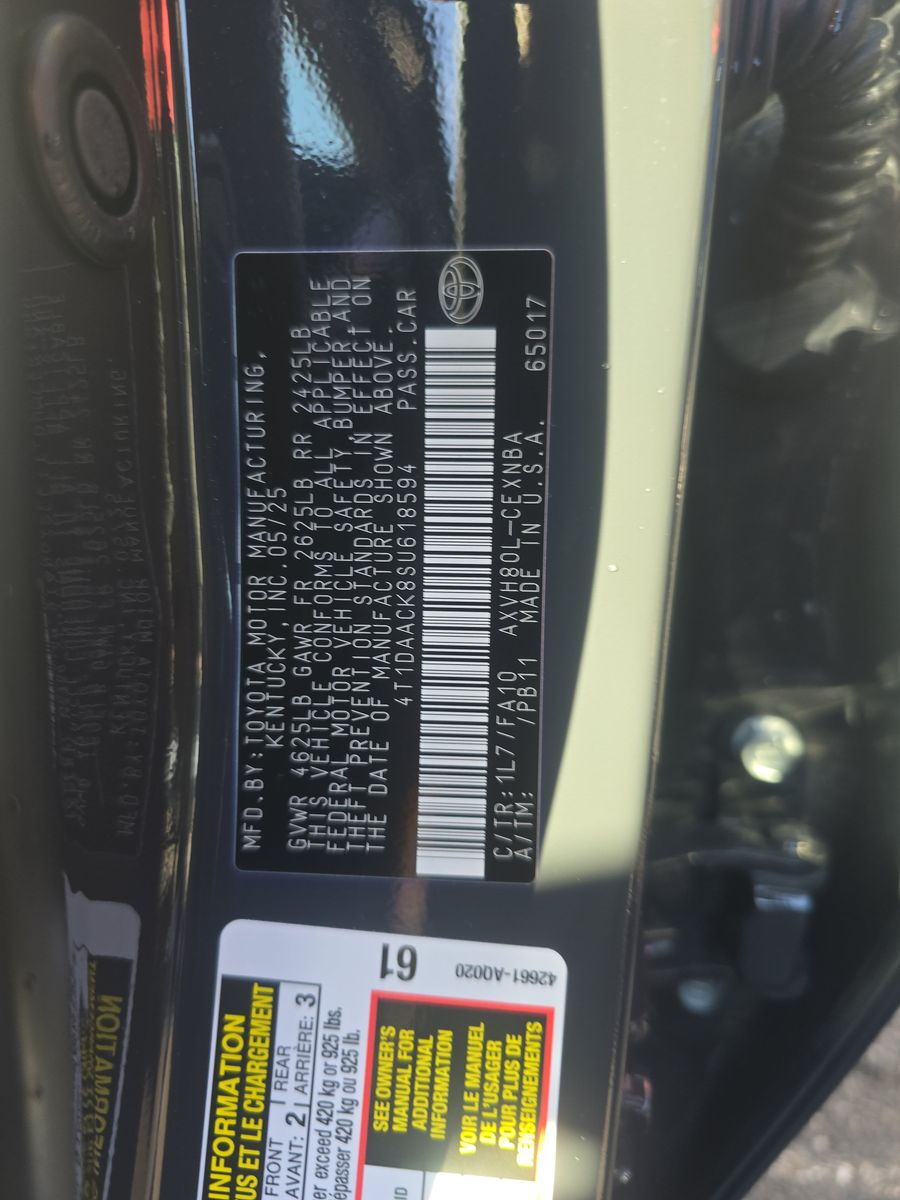 MFD.BY:TOYOTA MOTOR MANUFACTURING,
KENTUCKY, INC.05/25
GVWR 4625LB GAWR FR 2625LB RR 2425LB
THIS VEHICLE CONFORMS TO ALL APPLICABLE
FEDERAL MOTOR VEHICLE SAFETY,BUMPER,AND
THEFT PREVENTION STANDARDS IN EFFECT ON
THE DATE OF MANUFACTURE SHOWN ABOVE.
4T1DAACK8SU618594 PASS.CAR
C/TR:1L7/FA10 AXVH80L-CEXNBA
A/TM: /PB11 MADE IN U.S.A. 65017
INFORMATION
US ET LE CHARGEMENT
FRONT
AVANT: 2
REAR
ARRIÈRE: 3
er exceed 420 kg or 925 lbs.
épasser 420 kg ou 925 lb.
61
42661-AQ020
SEE OWNER'S
MANUAL FOR
ADDITIONAL
INFORMATION
VOIR LE MANUEL
DE L'USAGER
POUR PLUS DE
RENSEIGNEMENTS